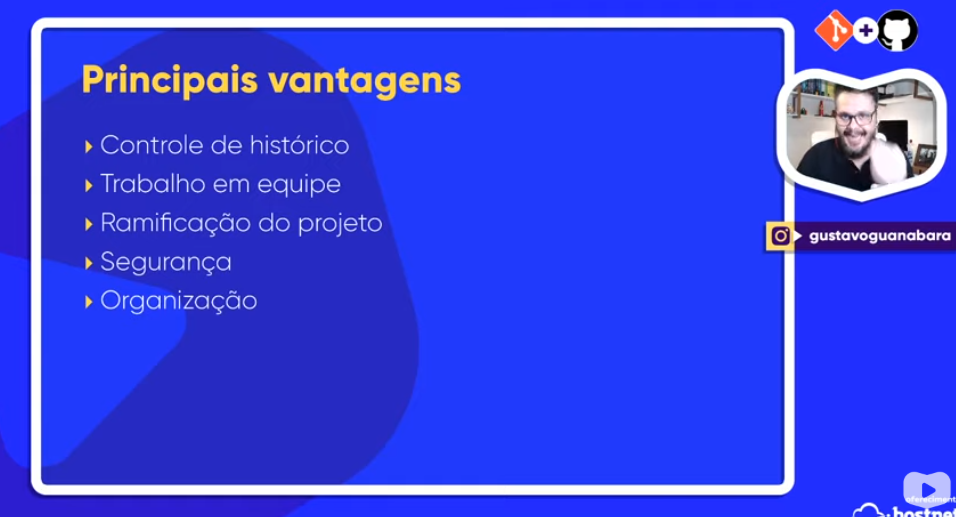 Principais vantagens
Controle de histórico
Trabalho em equipe
Ramificação do projeto
Segurança
Organização
gustavoguanabara
oferecimento
hostnet